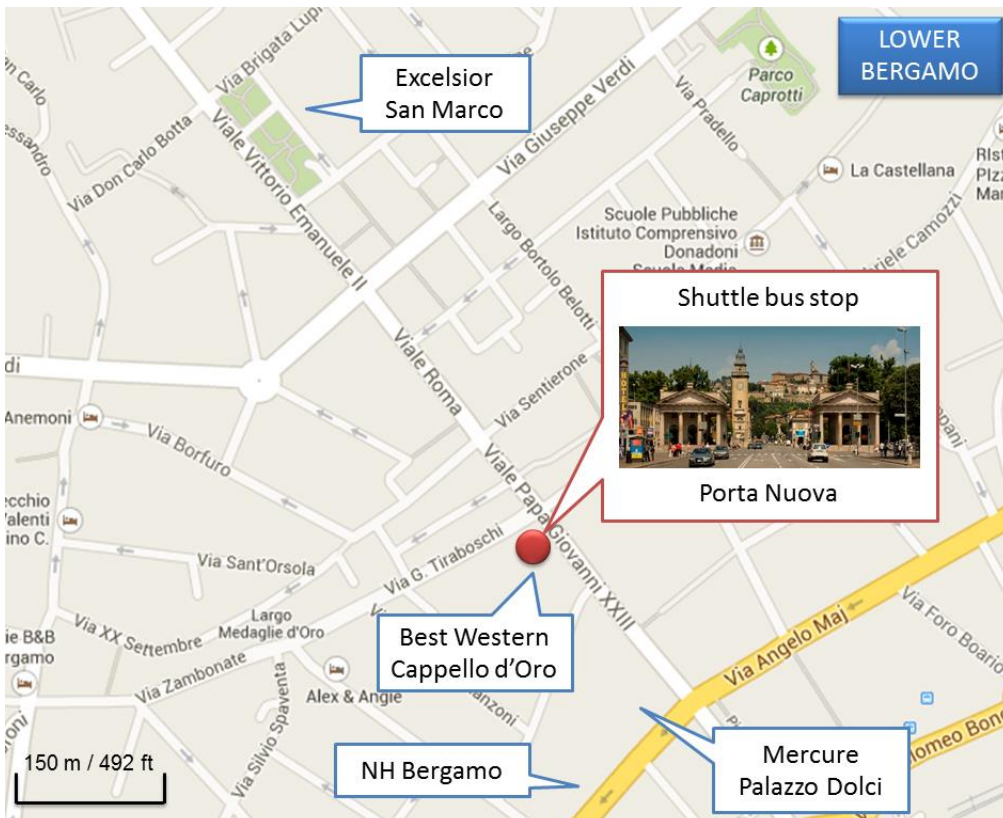 LOWER
BERGAMO
Via Brigata Lupi
Excelsior
San Marco
Parco
Caprotti
Via Giuseppe Verdi
Via Pradello
La Castellana
Via Don Carlo Botta
Viale Vittorio Emanuele II
Scuole Pubbliche
Istituto Comprensivo
Donadoni
Largo Bortolo Belotti
Camozzi
Shuttle bus stop
HOTEL
Porta Nuova
di
Viale Roma
Via Sentierone
Anemoni
Via Borfuro
Viale Papa Giovanni XXIII
Via Sant'Orsola
Via G. Tiraboschi
Via XX Settembre
Largo
Medaglie d'Oro
Best Western
Cappello d'Oro
Via Angelo Maj
Via Foro Boario
Via Zambonate
Alex & Angie
Via Silvio Spaventa
NH Bergamo
Mercure
Palazzo Dolci
150 m / 492 ft